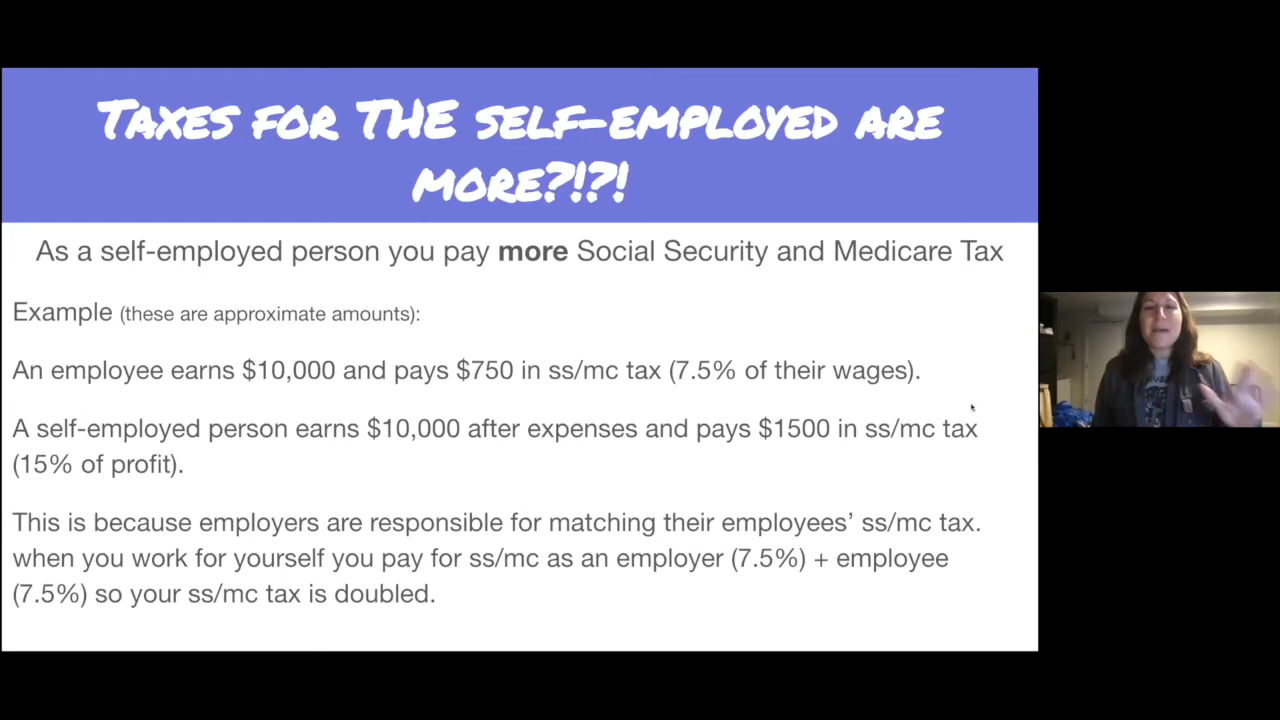 Taxes for THE self-employed are
more?!?!
As a self-employed person you pay more Social Security and Medicare Tax
Example (these are approximate amounts):
An employee earns $10,000 and pays $750 in ss/mc tax (7.5% of their wages).
A self-employed person earns $10,000 after expenses and pays $1500 in ss/mc tax
(15% of profit).
This is because employers are responsible for matching their employees’ ss/mc tax.
when you work for yourself you pay for ss/mc as an employer (7.5%) + employee
(7.5%) so your ss/mc tax is doubled.